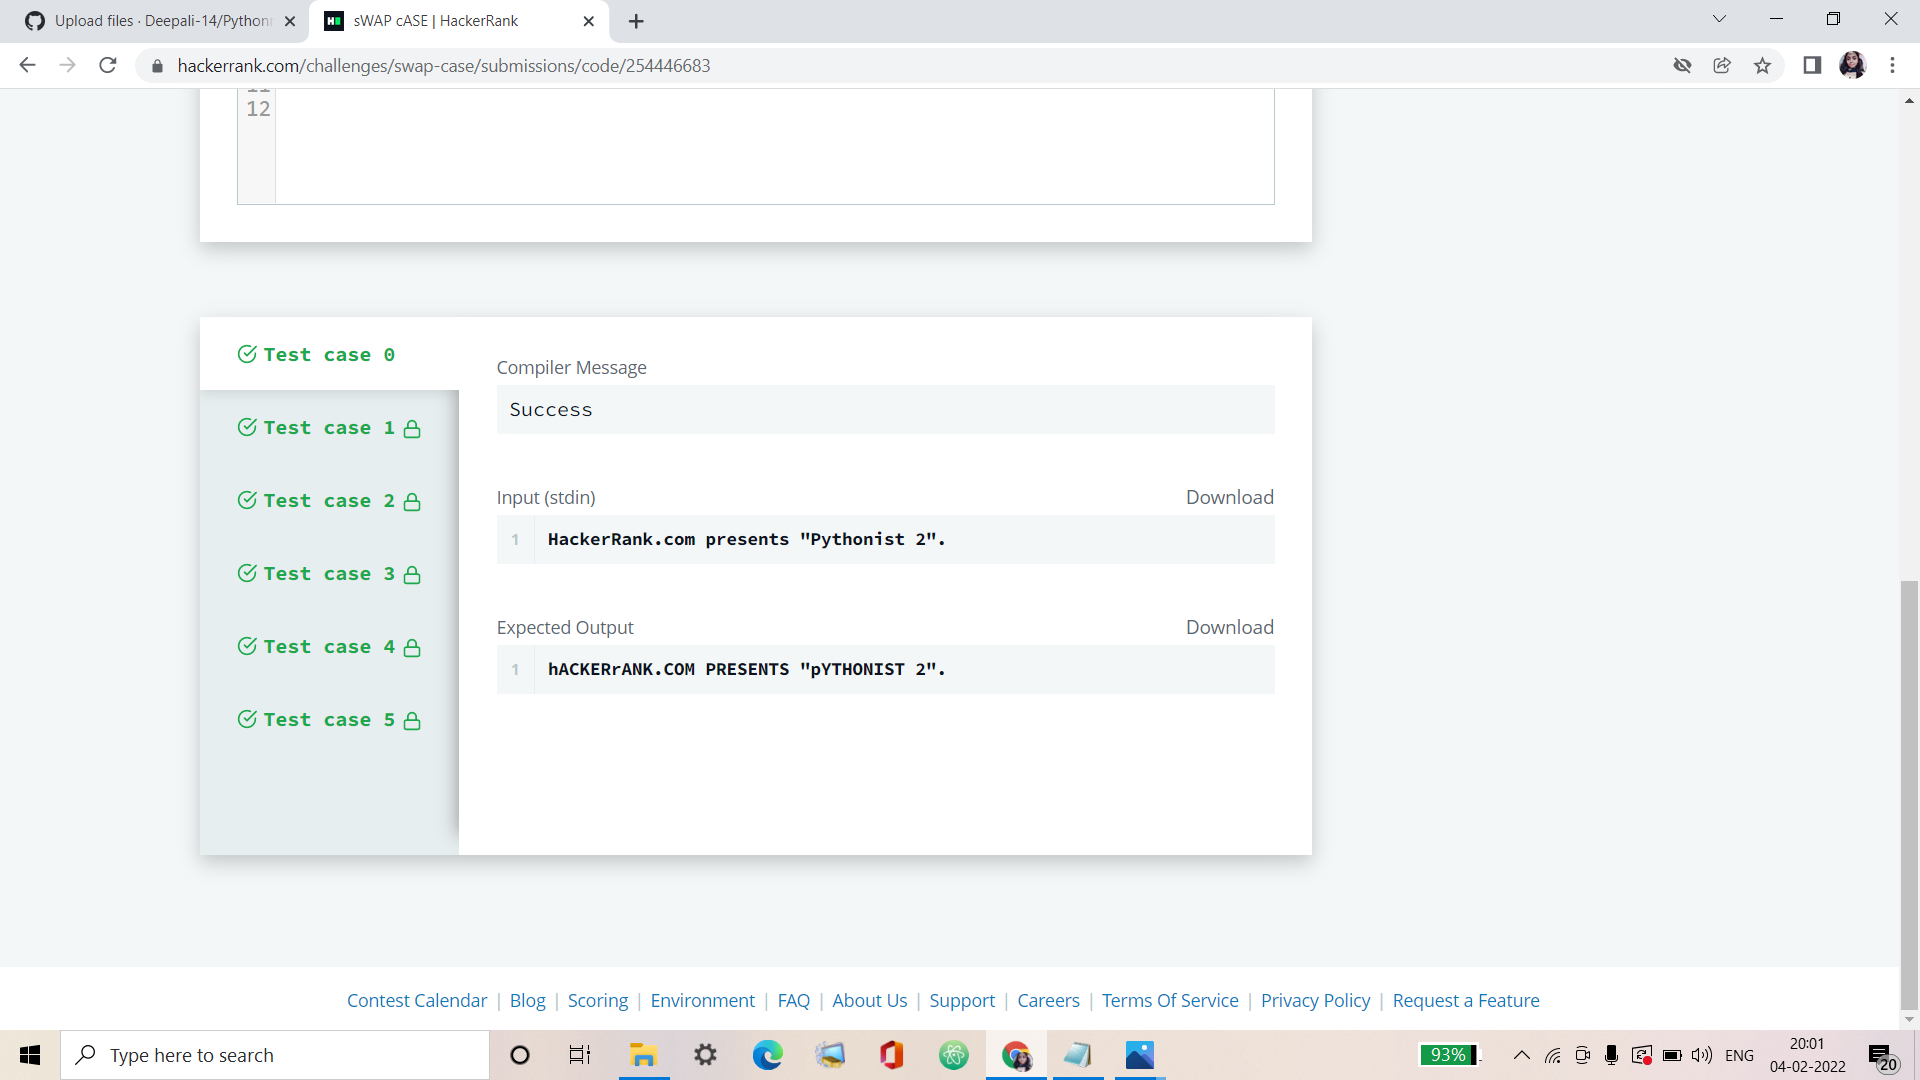 Upload files · Deepali-14/Python
sWAP cASE | HackerRank
hackerrank.com/challenges/swap-case/submissions/code/254446683
12
Test case 0
Test case 1
Test case 2
Test case 3
Test case 4
Test case 5
Compiler Message
Success
Input (stdin)
Download
1 HackerRank.com presents "Pythonist 2".
Expected Output
Download
1 hACKERrANK.COM PRESENTS "pYTHONIST 2".
Contest Calendar | Blog | Scoring | Environment | FAQ | About Us | Support | Careers | Terms Of Service | Privacy Policy | Request a Feature
Type here to search
93%
ENG
20:01
04-02-2022
20